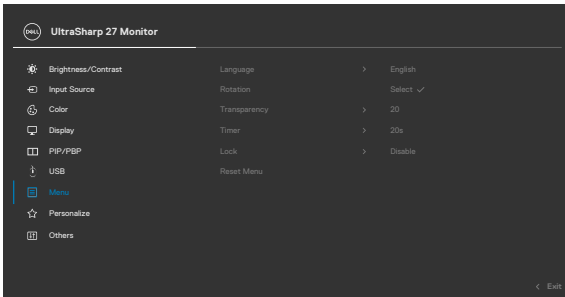 DELL UltraSharp 27 Monitor
Brightness/Contrast Language > English
Input Source Rotation Select ✓
Color Transparency > 20
Display Timer > 20s
PIP/PBP Lock > Disable
USB Reset Menu
Menu
Personalize
Others
< Exit